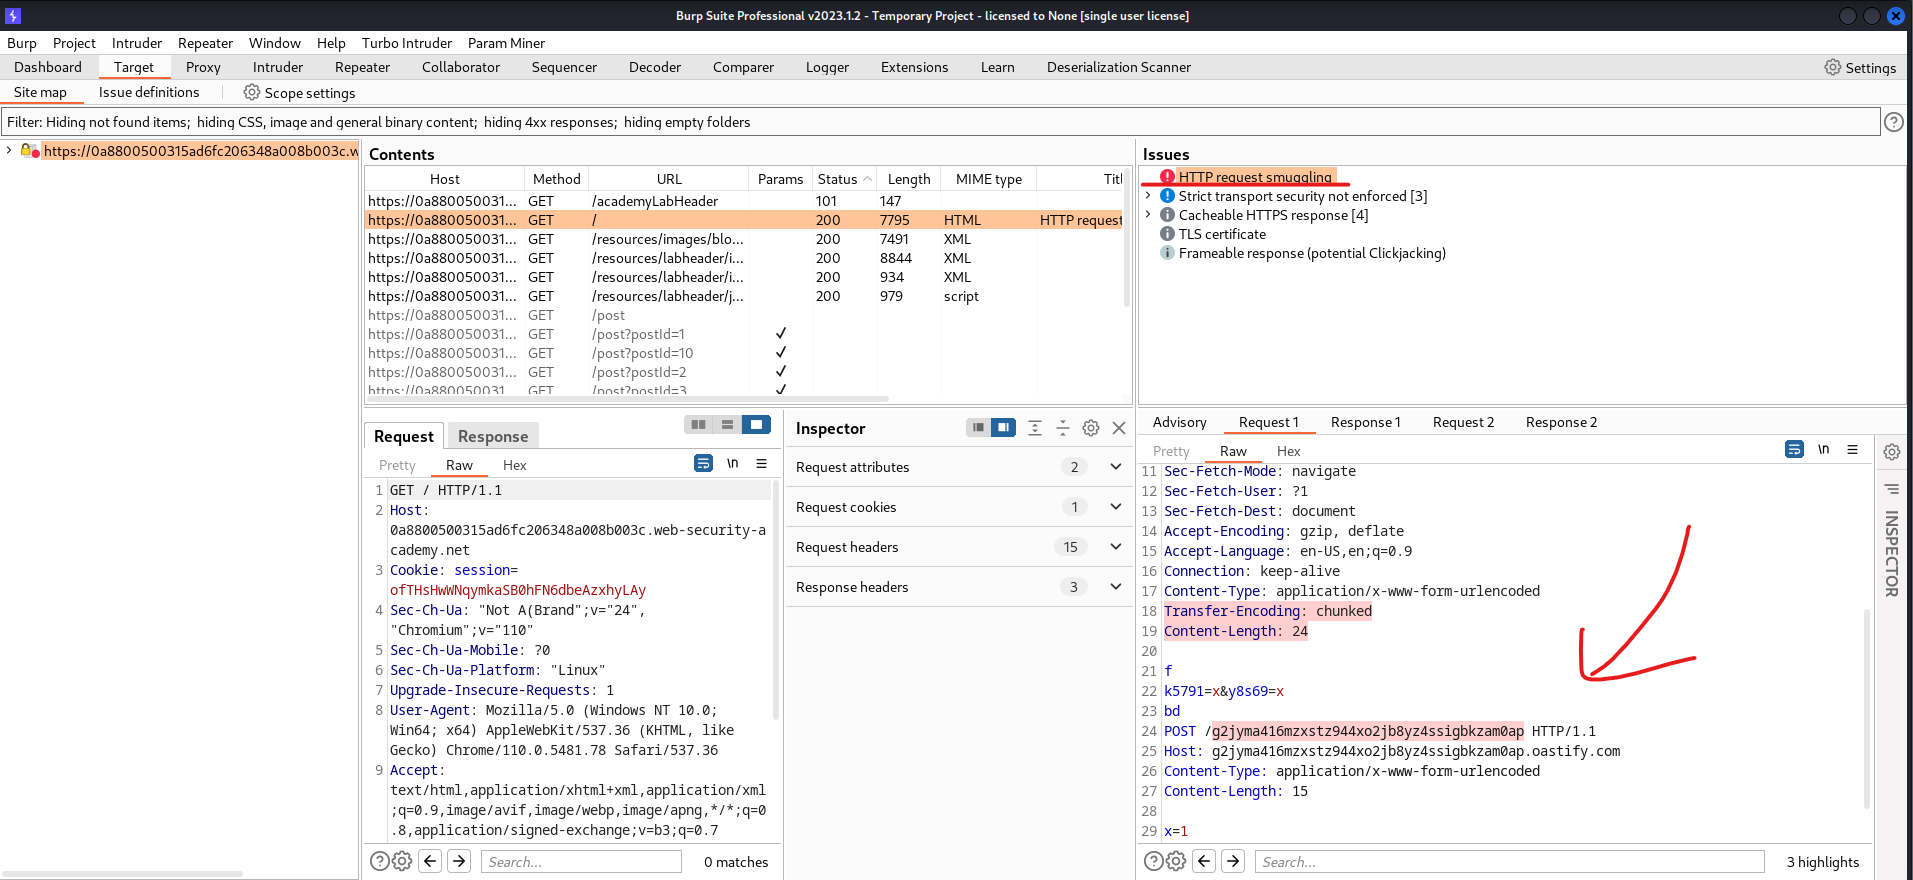 Burp Suite Professional v2023.1.2 - Temporary Project - licensed to None [single user license]
Burp Project Intruder Repeater Window Help Turbo Intruder Param Miner
Dashboard Target Proxy Intruder Repeater Collaborator Sequencer Decoder Comparer Logger Extensions Learn Deserialization Scanner Settings
Site map Issue definitions Scope settings
Filter: Hiding not found items; hiding CSS, image and general binary content; hiding 4xx responses; hiding empty folders
https://0a8800500315ad6fc206348a008b003c.w
Contents
Host Method URL Params Status Length MIME type Titl
https://0a880050031... GET /academyLabHeader 101 147
https://0a880050031... GET / 200 7795 HTML HTTP request
https://0a880050031... GET /resources/images/blo... 200 7491 XML
https://0a880050031... GET /resources/labheader/i... 200 8844 XML
https://0a880050031... GET /resources/labheader/i... 200 934 XML
https://0a880050031... GET /resources/labheader/j... 200 979 script
https://0a880050031... GET /post
https://0a880050031... GET /post?postId=1 ✓
https://0a880050031... GET /post?postId=10 ✓
https://0a880050031... GET /post?postId=2 ✓
https://0a880050031... GET /post?postId=3 ✓
Issues
HTTP request smuggling
Strict transport security not enforced [3]
Cacheable HTTPS response [4]
TLS certificate
Frameable response (potential Clickjacking)
Request Response
Pretty Raw Hex \n
1 GET / HTTP/1.1
2 Host:
0a8800500315ad6fc206348a008b003c.web-security-a
cademy.net
3 Cookie: session=
ofTHsHwWNqymkaSB0hFN6dbeAzxhyLAy
4 Sec-Ch-Ua: "Not A(Brand";v="24",
"Chromium";v="110"
5 Sec-Ch-Ua-Mobile: ?0
6 Sec-Ch-Ua-Platform: "Linux"
7 Upgrade-Insecure-Requests: 1
8 User-Agent: Mozilla/5.0 (Windows NT 10.0;
Win64; x64) AppleWebKit/537.36 (KHTML, like
Gecko) Chrome/110.0.5481.78 Safari/537.36
9 Accept:
text/html,application/xhtml+xml,application/xml
;q=0.9,image/avif,image/webp,image/apng,*/*;q=0
.8,application/signed-exchange;v=b3;q=0.7
Search... 0 matches
Inspector
Request attributes 2
Request cookies 1
Request headers 15
Response headers 3
Advisory Request 1 Response 1 Request 2 Response 2
Pretty Raw Hex \n
11 Sec-Fetch-Mode: navigate
12 Sec-Fetch-User: ?1
13 Sec-Fetch-Dest: document
14 Accept-Encoding: gzip, deflate
15 Accept-Language: en-US,en;q=0.9
16 Connection: keep-alive
17 Content-Type: application/x-www-form-urlencoded
18 Transfer-Encoding: chunked
19 Content-Length: 24
20
21 f
22 k5791=x&y8s69=x
23 bd
24 POST /g2jyma416mzxstz944xo2jb8yz4ssigbkzam0ap HTTP/1.1
25 Host: g2jyma416mzxstz944xo2jb8yz4ssigbkzam0ap.oastify.com
26 Content-Type: application/x-www-form-urlencoded
27 Content-Length: 15
28
29 x=1
Search... 3 highlights
INSPECTOR